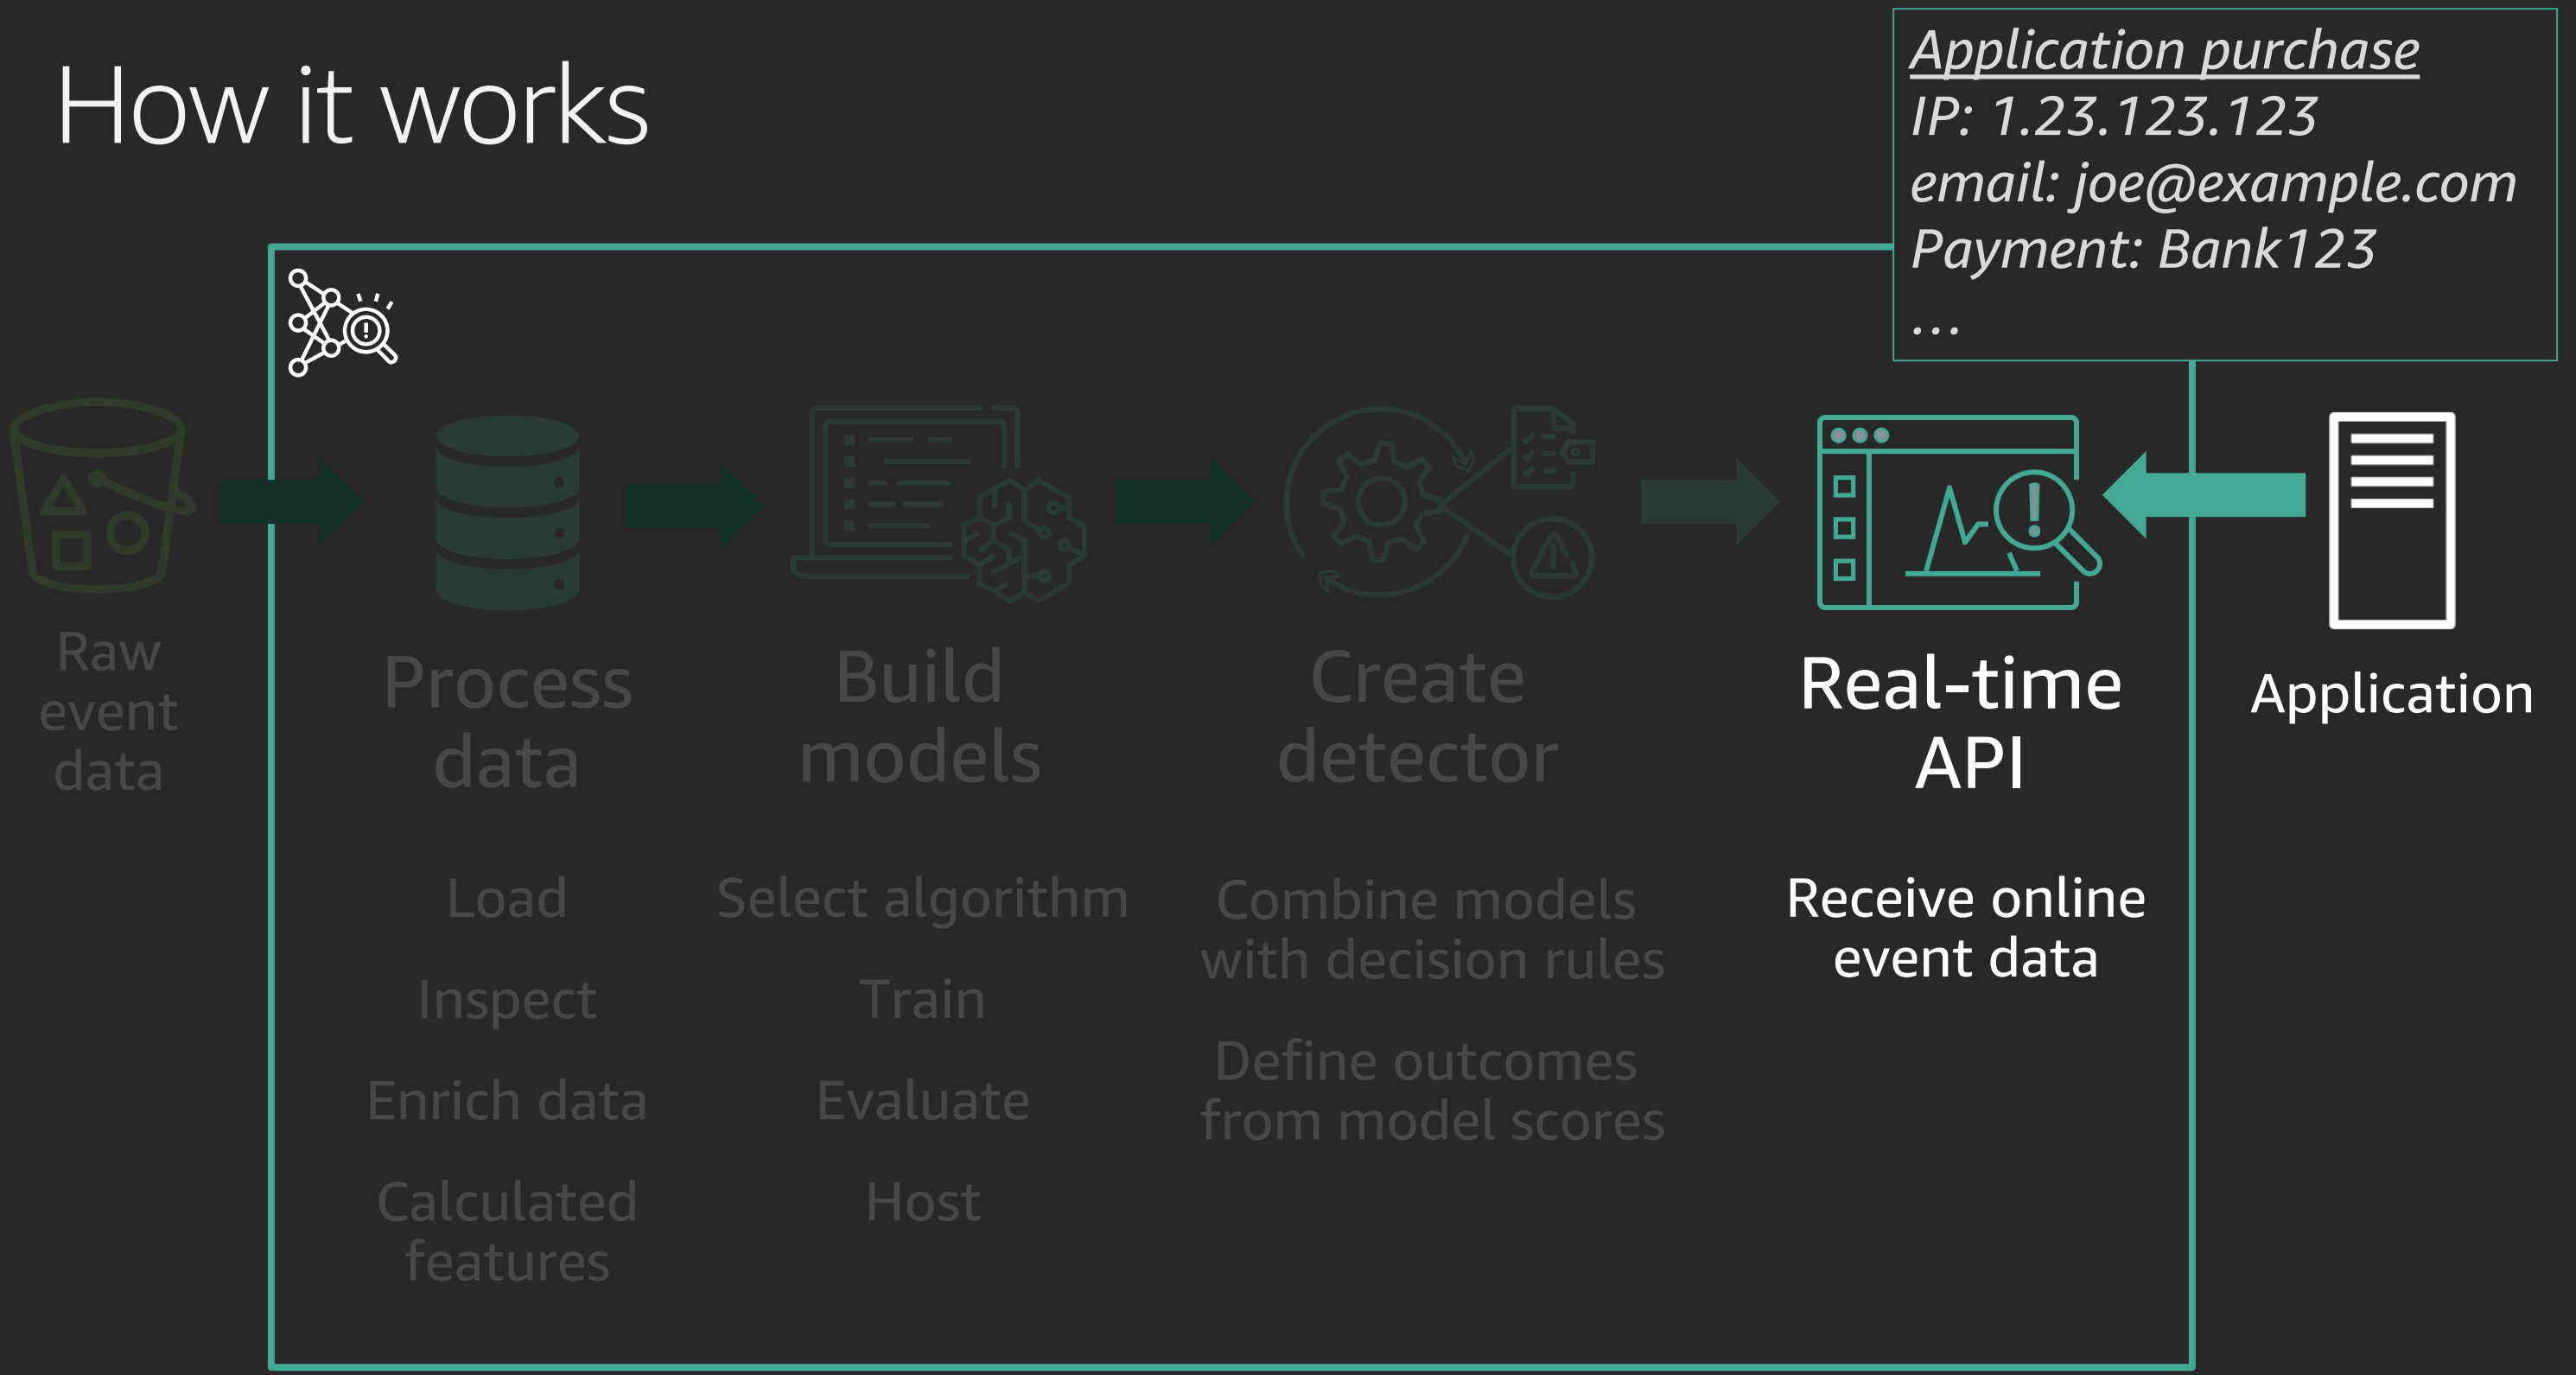 How it works
Application purchase
IP: 1.23.123.123
email: joe@example.com
Payment: Bank123
...
Raw
event
data
Process
data
Load
Inspect
Enrich data
Calculated
features
Build
models
Select algorithm
Train
Evaluate
Host
Create
detector
Combine models
with decision rules
Define outcomes
from model scores
Real-time
API
Receive online
event data
Application